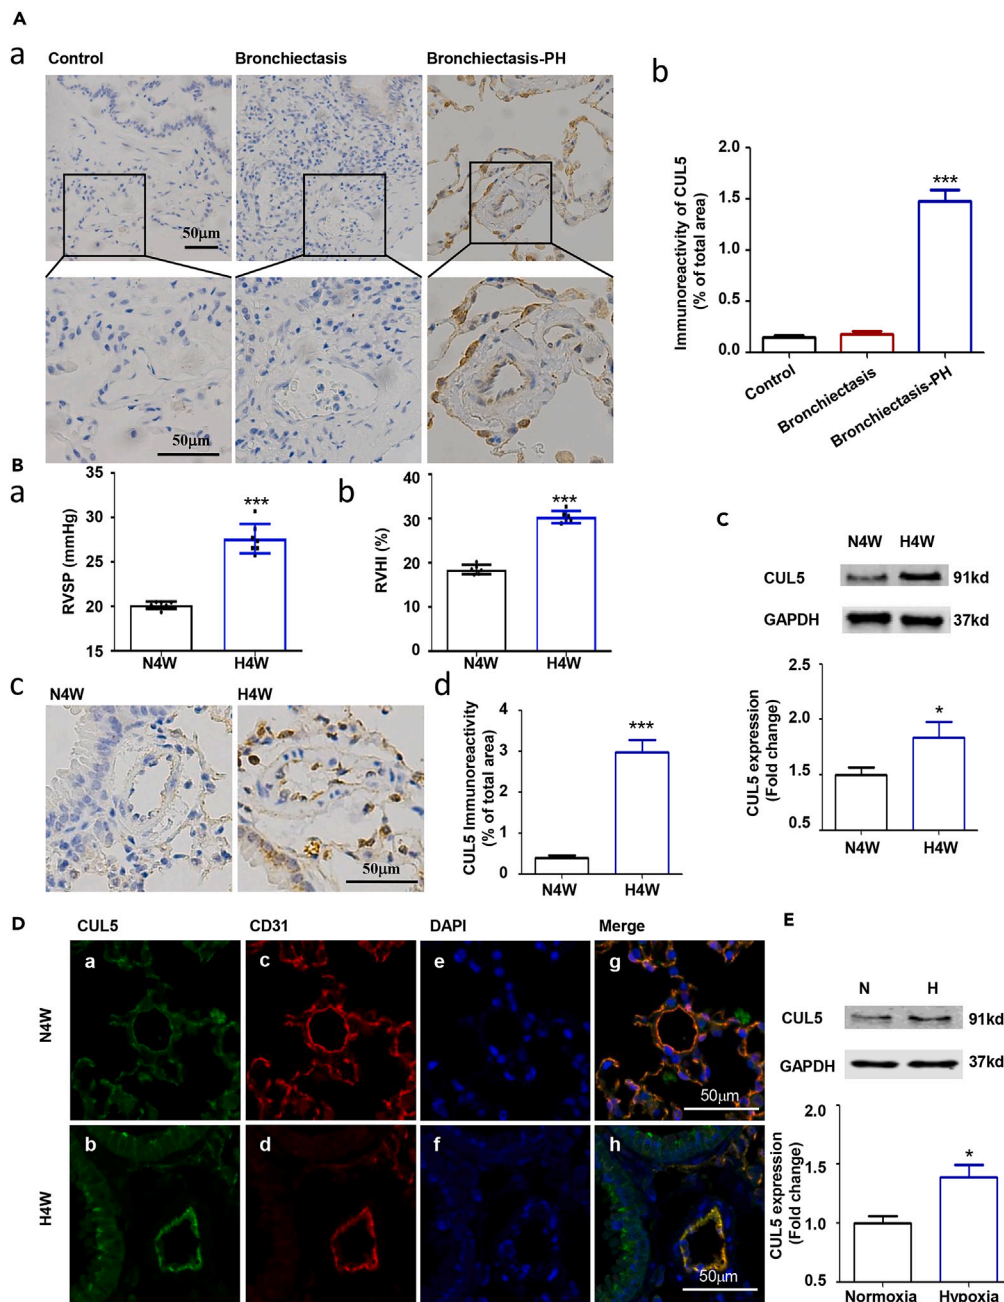 A
a
Control
Bronchiectasis
Bronchiectasis-PH
50μm
50μm
b
Immunoreactivity of CUL5
(% of total area)
2.0
1.5
1.0
0.5
0.0
***
Control
Bronchiectasis
Bronchiectasis-PH
B
a
RVSP (mmHg)
35
30
25
20
15
***
N4W
H4W
b
RVHI (%)
40
30
20
10
0
***
N4W
H4W
c
N4W
H4W
50μm
d
CUL5 Immunoreactivity
(% of total area)
4
3
2
1
0
***
N4W
H4W
C
N4W
H4W
CUL5
91kd
GAPDH
37kd
CUL5 expression
(Fold change)
2.5
2.0
1.5
0.5
*
N4W
H4W
D
CUL5
CD31
DAPI
Merge
N4W
a
c
e
g
50μm
H4W
b
d
f
h
50μm
E
N
H
CUL5
91kd
GAPDH
37kd
CUL5 expression
(Fold change)
2.0
1.5
1.0
0.5
*
Normoxia
Hypoxia